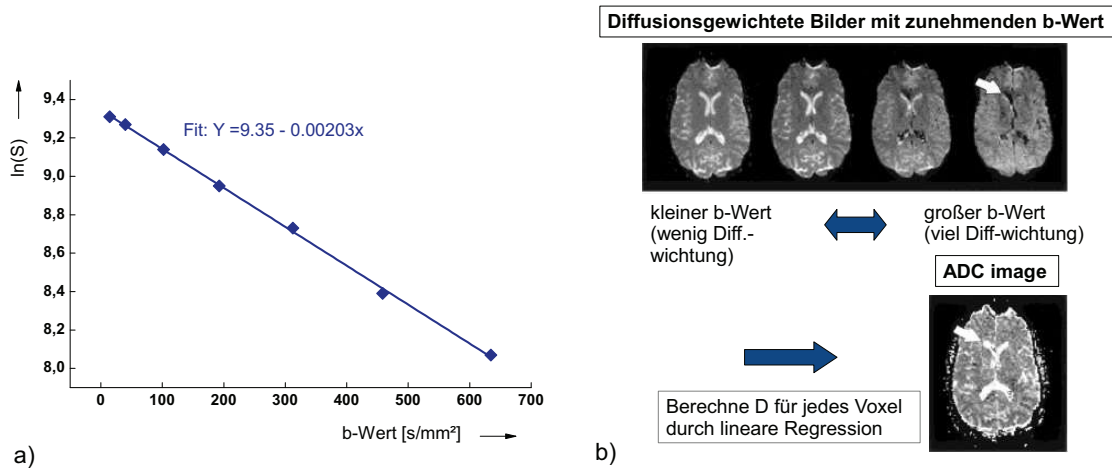 ln(S)
9,4
9,2
9,0
8,8
8,6
8,4
8,2
8,0
Fit: Y =9.35 - 0.00203x
0
100
200
300
400
500
600
700
b-Wert [s/mm²]
a)
Diffusionsgewichtete Bilder mit zunehmenden b-Wert
kleiner b-Wert
(wenig Diff.-
wichtung)
großer b-Wert
(viel Diff-wichtung)
ADC image
Berechne D für jedes Voxel
durch lineare Regression
b)